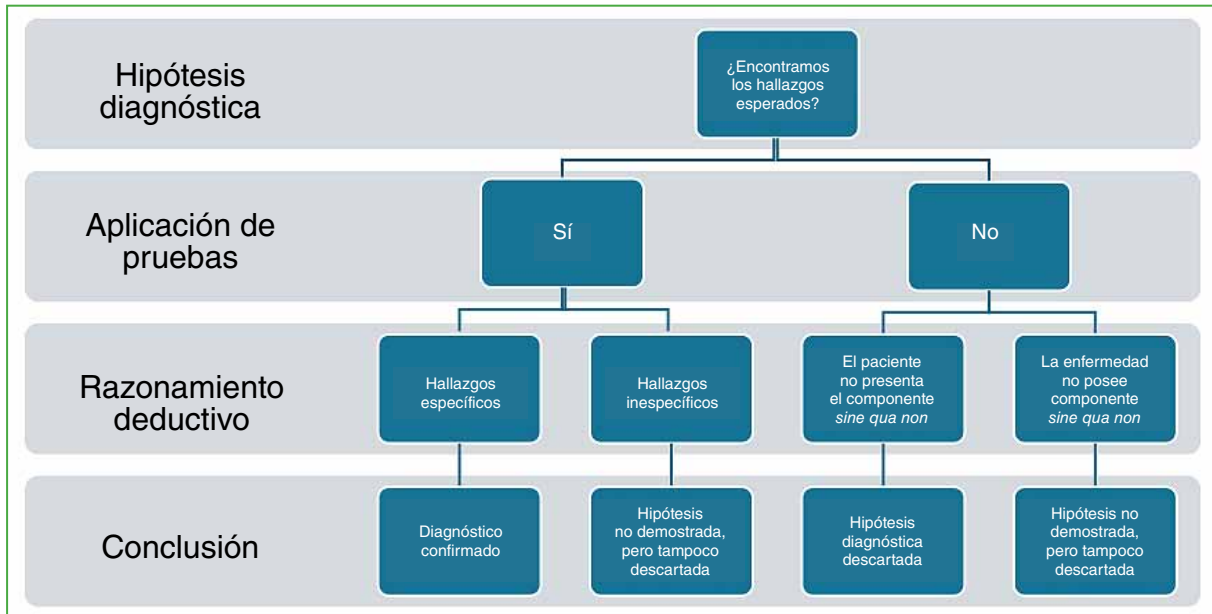 Hipótesis
diagnóstica
¿Encontramos
los hallazgos
esperados?
Aplicación de
pruebas
Sí
No
Razonamiento
deductivo
Hallazgos
específicos
Hallazgos
inespecíficos
El paciente
no presenta
el componente
sine qua non
La enfermedad
no posee
componente
sine qua non
Conclusión
Diagnóstico
confirmado
Hipótesis
no demostrada,
pero tampoco
descartada
Hipótesis
diagnóstica
descartada
Hipótesis no
demostrada,
pero tampoco
descartada